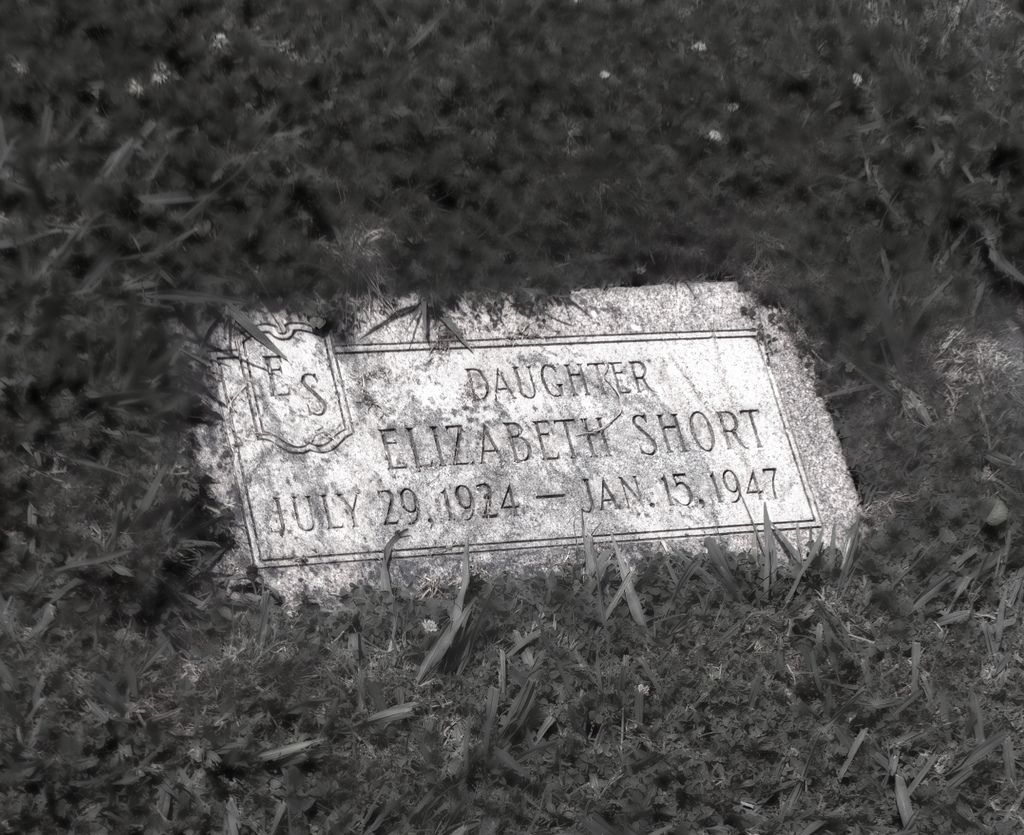 E
S
DAUGHTER
ELIZABETH SHORT
JULY 29, 1924 — JAN. 15, 1947